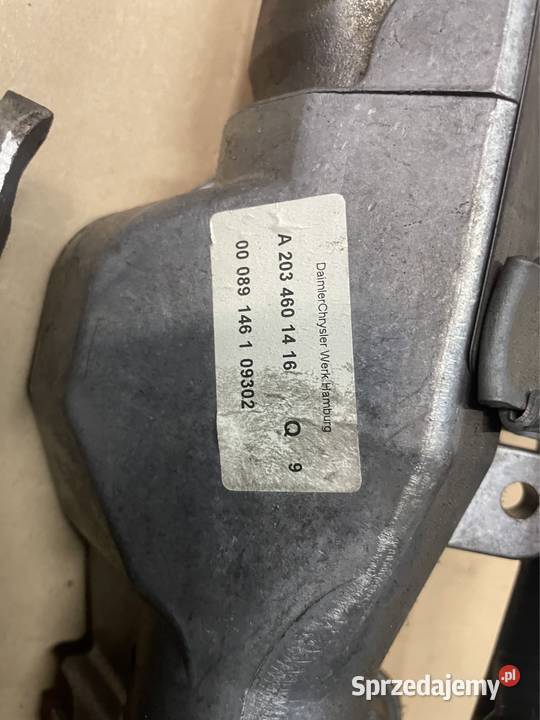 DaimlerChrysler Werk Hamburg
A 203 460 14 16 Q 9
00 089 146 1 09302
Sprzedajemy.pl